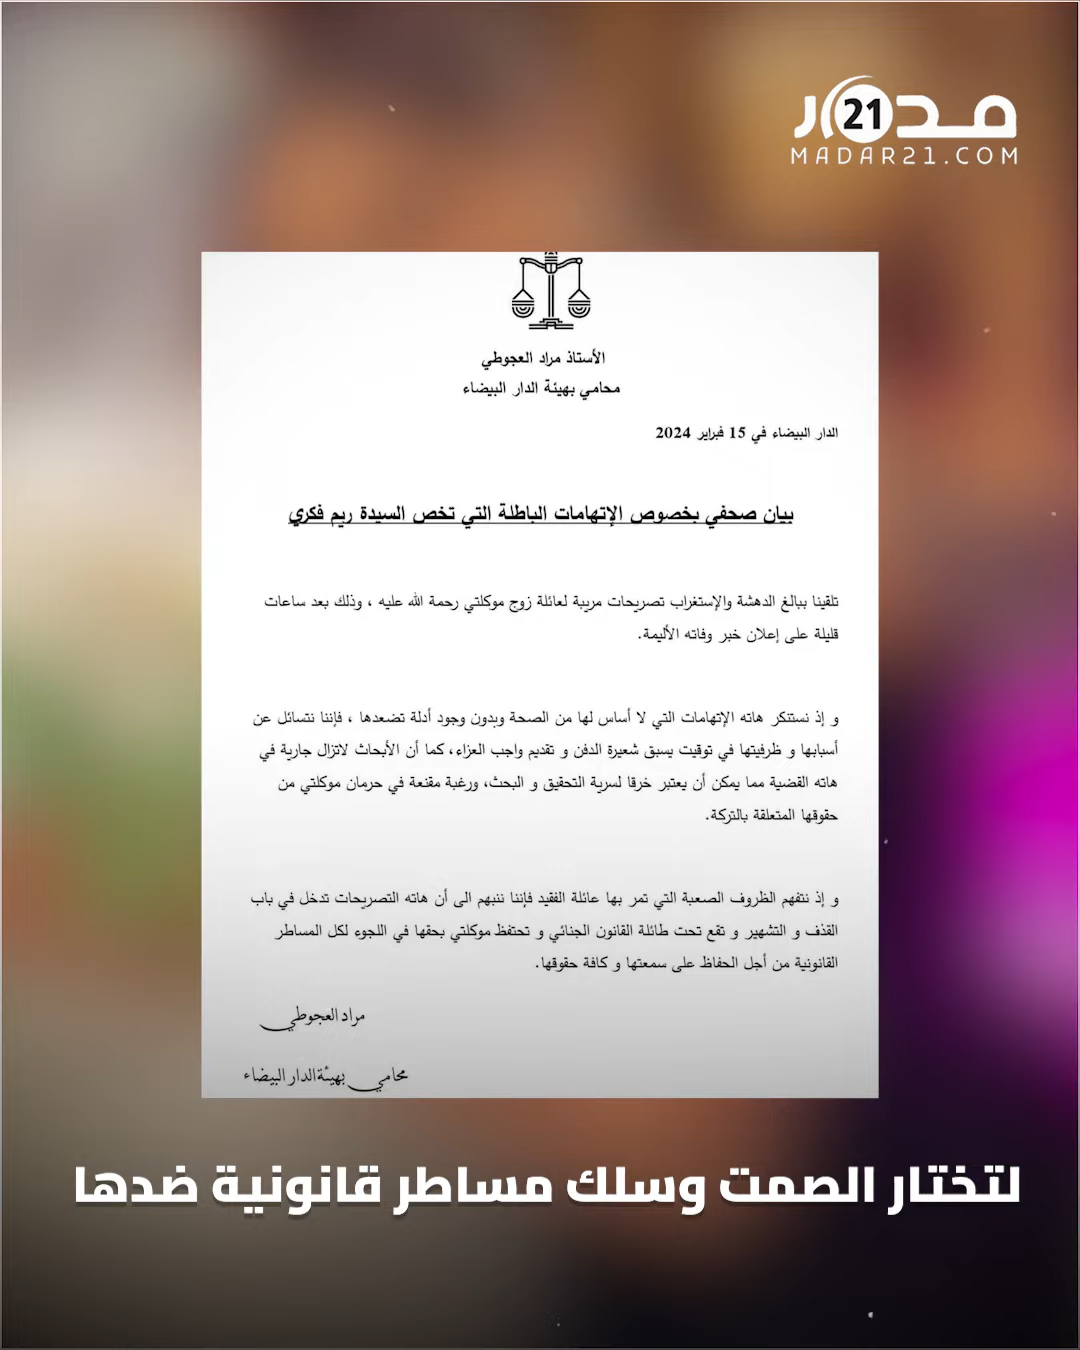 مدار 21
MADAR21.COM
الأستاذ مراد العجوطي
محامي بهيئة الدار البيضاء
الدار البيضاء في 15 فبراير 2024
بيان صحفي بخصوص الإتهامات الباطلة التي تخص السيدة ريم فكري
تلقينا ببالغ الدهشة والإستغراب تصريحات مريبة لعائلة زوج موكلتي رحمة الله عليه ، وذلك بعد ساعات
قليلة على إعلان خبر وفاته الأليمة.
و إذ نستنكر هاته الإتهامات التي لا أساس لها من الصحة وبدون وجود أدلة تضعدها ، فإننا نتسائل عن
أسبابها و ظرفيتها في توقيت يسبق شعيرة الدفن و تقديم واجب العزاء، كما أن الأبحاث لاتزال جارية في
هاته القضية مما يمكن أن يعتبر خرقا لسرية التحقيق و البحث، ورغبة مقنعة في حرمان موكلتي من
حقوقها المتعلقة بالتركة.
و إذ نتفهم الظروف الصعبة التي تمر بها عائلة الفقيد فإننا ننبهم الى أن هاته التصريحات تدخل في باب
القذف و التشهير و تقع تحت طائلة القانون الجنائي و تحتفظ موكلتي بحقها في اللجوء لكل المساطر
القانونية من أجل الحفاظ على سمعتها و كافة حقوقها.
مراد العجوطي
محامي بهيئة الدار البيضاء
لتختار الصمت وسلك مساطر قانونية ضدها